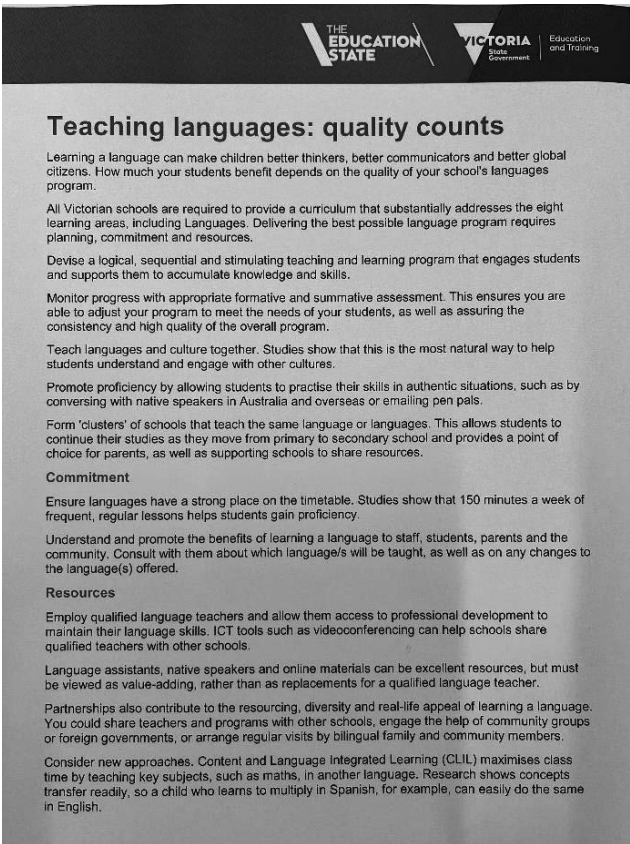 THE
EDUCATION
STATE
VICTORIA
State
Government
Education
and Training
Teaching languages: quality counts
Learning a language can make children better thinkers, better communicators and better global
citizens. How much your students benefit depends on the quality of your school's languages
program.
All Victorian schools are required to provide a curriculum that substantially addresses the eight
learning areas, including Languages. Delivering the best possible language program requires
planning, commitment and resources.
Devise a logical, sequential and stimulating teaching and learning program that engages students
and supports them to accumulate knowledge and skills.
Monitor progress with appropriate formative and summative assessment. This ensures you are
able to adjust your program to meet the needs of your students, as well as assuring the
consistency and high quality of the overall program.
Teach languages and culture together. Studies show that this is the most natural way to help
students understand and engage with other cultures.
Promote proficiency by allowing students to practise their skills in authentic situations, such as by
conversing with native speakers in Australia and overseas or emailing pen pals.
Form 'clusters' of schools that teach the same language or languages. This allows students to
continue their studies as they move from primary to secondary school and provides a point of
choice for parents, as well as supporting schools to share resources.
Commitment
Ensure languages have a strong place on the timetable. Studies show that 150 minutes a week of
frequent, regular lessons helps students gain proficiency.
Understand and promote the benefits of learning a language to staff, students, parents and the
community. Consult with them about which language/s will be taught, as well as on any changes to
the language(s) offered.
Resources
Employ qualified language teachers and allow them access to professional development to
maintain their language skills. ICT tools such as videoconferencing can help schools share
qualified teachers with other schools.
Language assistants, native speakers and online materials can be excellent resources, but must
be viewed as value-adding, rather than as replacements for a qualified language teacher.
Partnerships also contribute to the resourcing, diversity and real-life appeal of learning a language.
You could share teachers and programs with other schools, engage the help of community groups
or foreign governments, or arrange regular visits by bilingual family and community members.
Consider new approaches. Content and Language Integrated Learning (CLIL) maximises class
time by teaching key subjects, such as maths, in another language. Research shows concepts
transfer readily, so a child who learns to multiply in Spanish, for example, can easily do the same
in English.